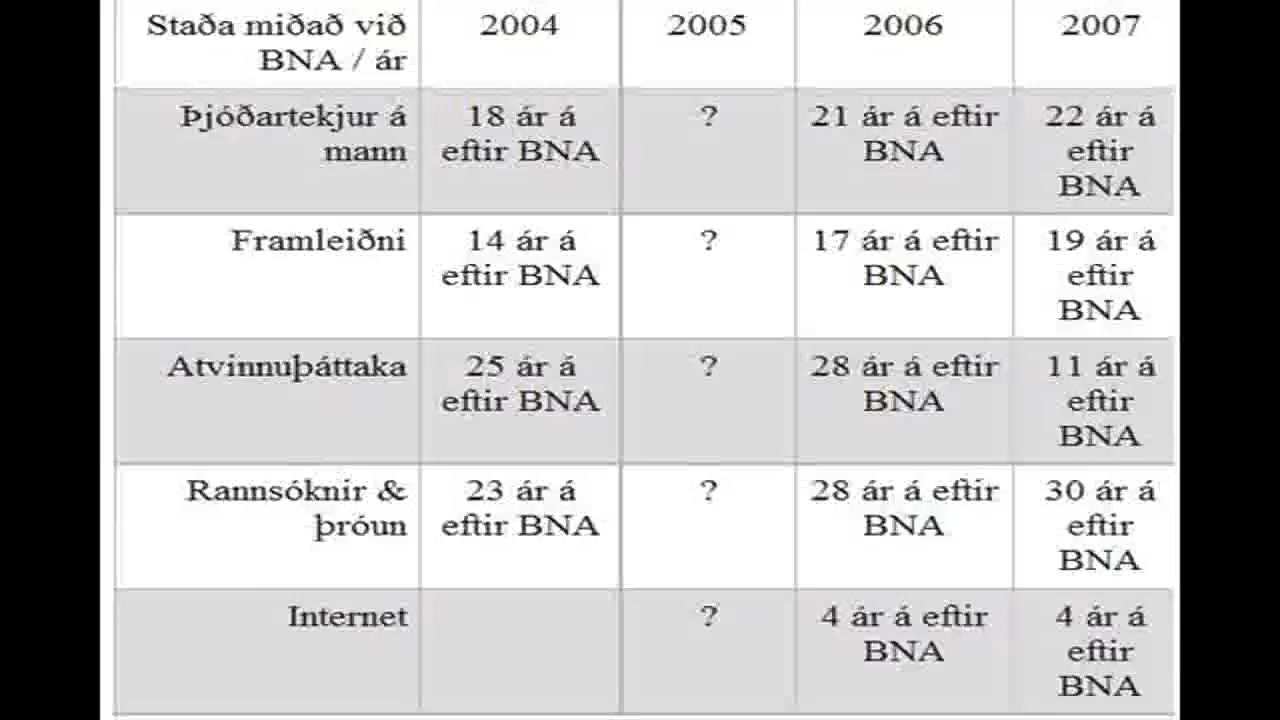 Staða miðað við BNA / ár 2004 2005 2006 2007
Þjóðartekjur á mann 18 ár á eftir BNA ? 21 ár á eftir BNA 22 ár á eftir BNA
Framleiðni 14 ár á eftir BNA ? 17 ár á eftir BNA 19 ár á eftir BNA
Atvinnuþáttaka 25 ár á eftir BNA ? 28 ár á eftir BNA 11 ár á eftir BNA
Rannsóknir & þróun 23 ár á eftir BNA ? 28 ár á eftir BNA 30 ár á eftir BNA
Internet ? 4 ár á eftir BNA 4 ár á eftir BNA